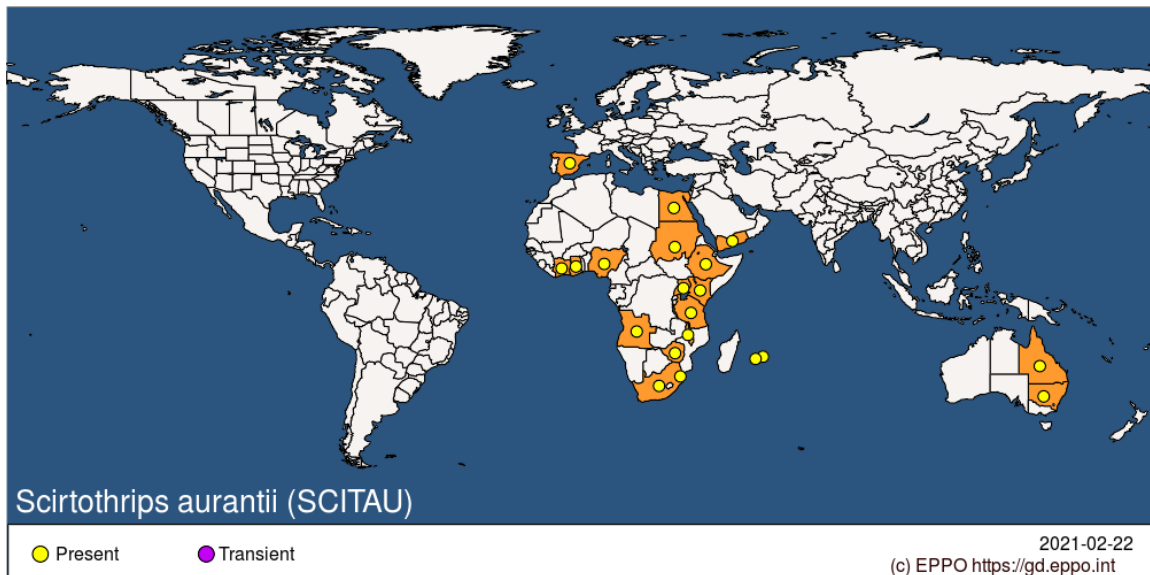 Scirtothrips aurantii (SCITAU)
Present
Transient
2021-02-22
(c) EPPO https://gd.eppo.int